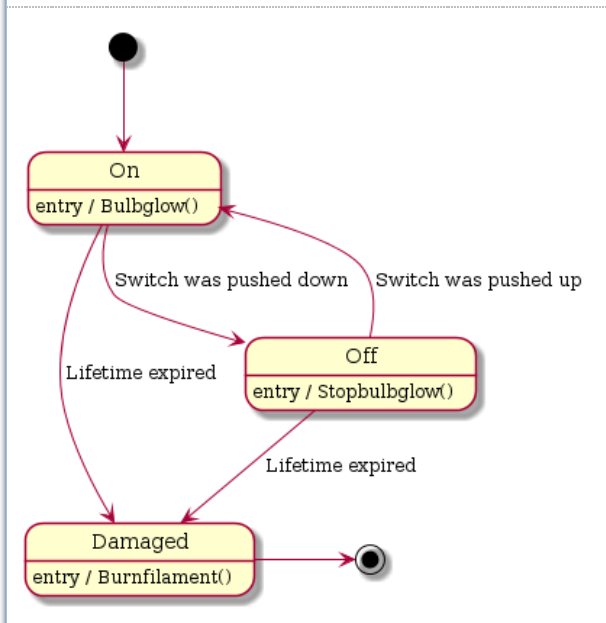 On
entry / Bulbglow()
Switch was pushed down
Switch was pushed up
Off
Lifetime expired
entry / Stopbulbglow()
Lifetime expired
Damaged
entry / Burnfilament()